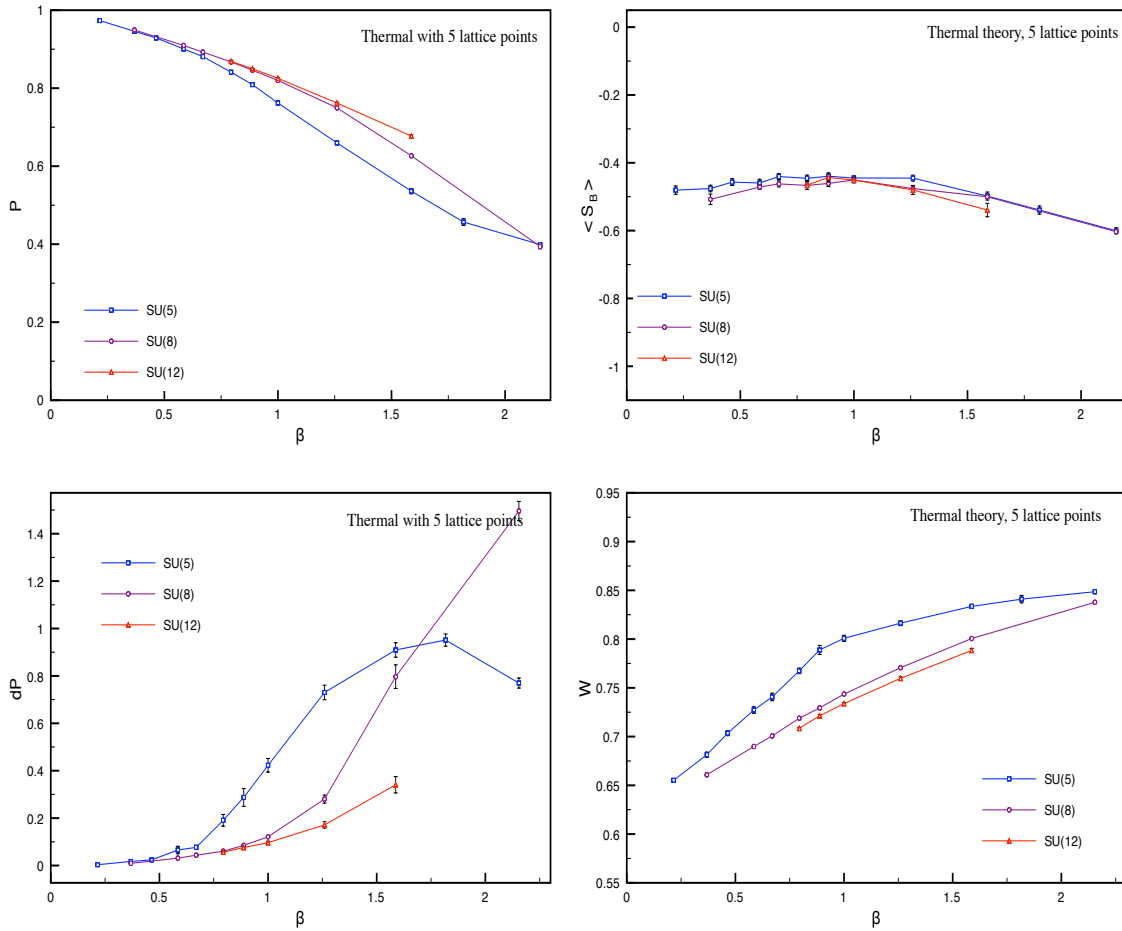 1
0.8
0.6
0.4
0.2
0
P
0
0.5
1
1.5
2
β
Thermal with 5 lattice points
SU(5)
SU(8)
SU(12)
0
-0.2
-0.4
-0.6
-0.8
-1
< S_B >
0
0.5
1
1.5
2
β
Thermal theory, 5 lattice points
SU(5)
SU(8)
SU(12)
1.4
1.2
1
0.8
0.6
0.4
0.2
0
dP
0
0.5
1
1.5
2
β
Thermal with 5 lattice points
SU(5)
SU(8)
SU(12)
0.95
0.9
0.85
0.8
0.75
0.7
0.65
0.6
0.55
W
0
0.5
1
1.5
2
β
Thermal theory, 5 lattice points
SU(5)
SU(8)
SU(12)